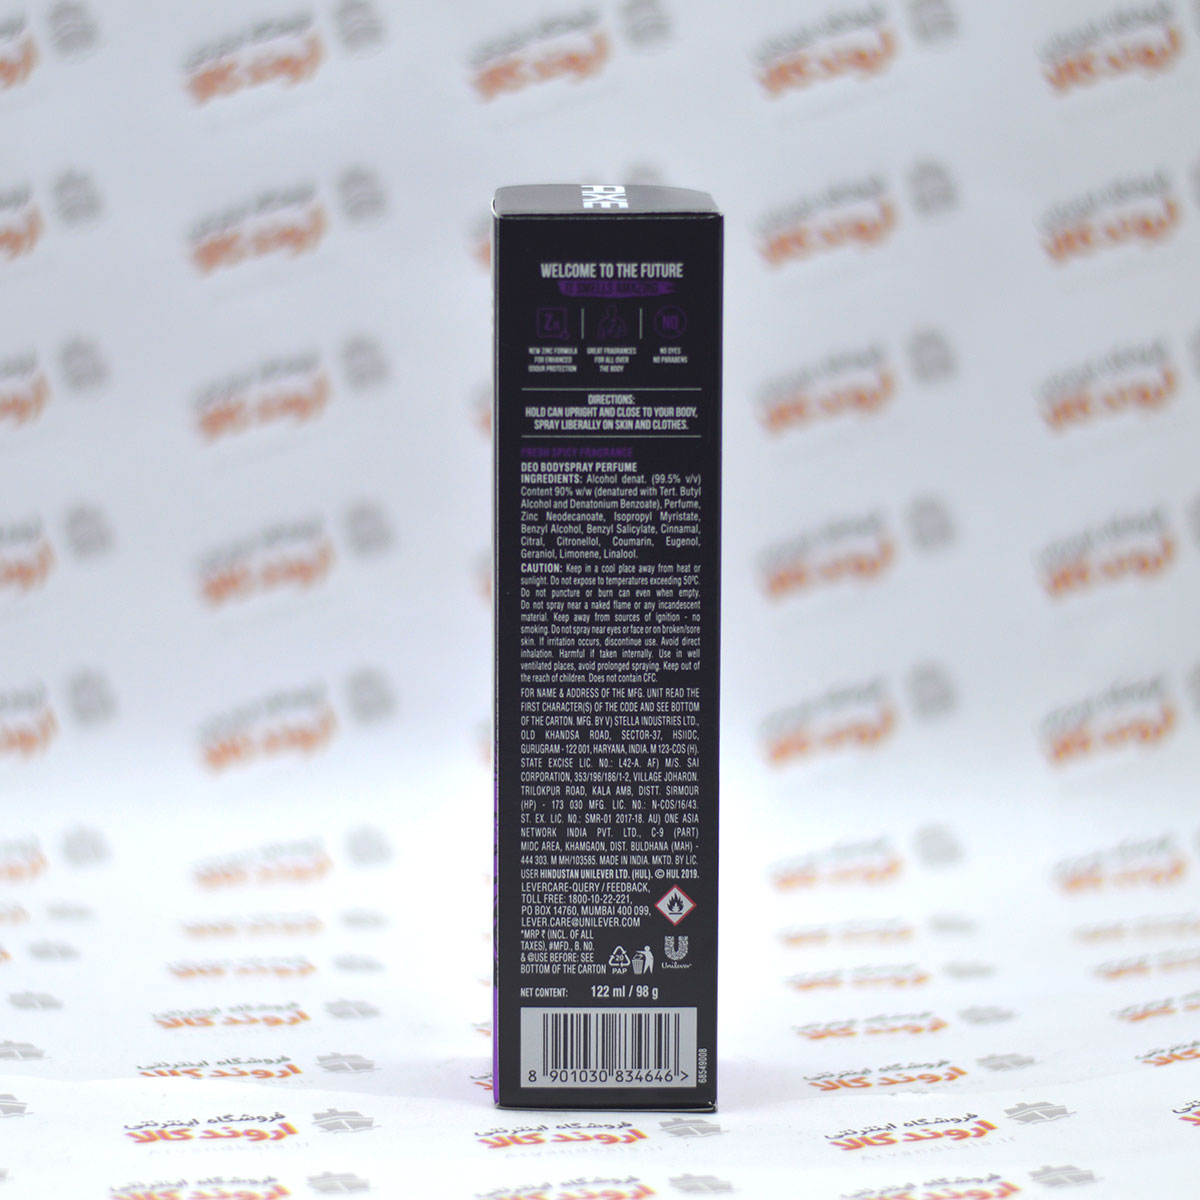 AXE
WELCOME TO THE FUTURE
IT SMELLS AMAZING
Zn
NO
NEW ZINC FORMULA
FOR ENHANCED
ODOUR PROTECTION
GREAT FRAGRANCES
FOR ALL OVER
THE BODY
NO DYES
NO PARABENS
DIRECTIONS:
HOLD CAN UPRIGHT AND CLOSE TO YOUR BODY,
SPRAY LIBERALLY ON SKIN AND CLOTHES.
FRESH SPICY FRAGRANCE
DEO BODYSPRAY PERFUME
INGREDIENTS: Alcohol denat. (99.5% v/v)
Content 90% w/w (denatured with Tert. Butyl
Alcohol and Denatonium Benzoate), Perfume,
Zinc Neodecanoate, Isopropyl Myristate,
Benzyl Alcohol, Benzyl Salicylate, Cinnamal,
Citral, Citronellol, Coumarin, Eugenol,
Geraniol, Limonene, Linalool.
CAUTION: Keep in a cool place away from heat or
sunlight. Do not expose to temperatures exceeding 50ºC.
Do not puncture or burn can even when empty.
Do not spray near a naked flame or any incandescent
material. Keep away from sources of ignition - no
smoking. Do not spray near eyes or face or on broken/sore
skin. If irritation occurs, discontinue use. Avoid direct
inhalation. Harmful if taken internally. Use in well
ventilated places, avoid prolonged spraying. Keep out of
the reach of children. Does not contain CFC.
FOR NAME & ADDRESS OF THE MFG. UNIT READ THE
FIRST CHARACTER(S) OF THE CODE AND SEE BOTTOM
OF THE CARTON. MFG. BY V) STELLA INDUSTRIES LTD.,
OLD KHANDSA ROAD, SECTOR-37, HSIIDC,
GURUGRAM - 122 001, HARYANA, INDIA. M 123-COS (H).
STATE EXCISE LIC. NO.: L42-A. AF) M/S. SAI
CORPORATION, 353/196/186/1-2, VILLAGE JOHARON.
TRILOKPUR ROAD, KALA AMB, DISTT. SIRMOUR
(HP) - 173 030 MFG. LIC. NO.: N-COS/16/43.
ST. EX. LIC. NO.: SMR-01 2017-18. AU) ONE ASIA
NETWORK INDIA PVT. LTD., C-9 (PART)
MIDC AREA, KHAMGAON, DIST. BULDHANA (MAH) -
444 303. M MH/103585. MADE IN INDIA. MKTD. BY LIC.
USER HINDUSTAN UNILEVER LTD. (HUL). © HUL 2019.
LEVERCARE-QUERY / FEEDBACK,
TOLL FREE: 1800-10-22-221,
PO BOX 14760, MUMBAI 400 099,
LEVER.CARE@UNILEVER.COM
*MRP ₹ (INCL. OF ALL
TAXES), #MFD., B. NO.
& @USE BEFORE: SEE
BOTTOM OF THE CARTON
20
PAP
Unilever
NET CONTENT: 122 ml / 98 g
8 901030 834646 >
68549008
فروشگاه اینترنتی
اروند کالا
Arvandkala.ir